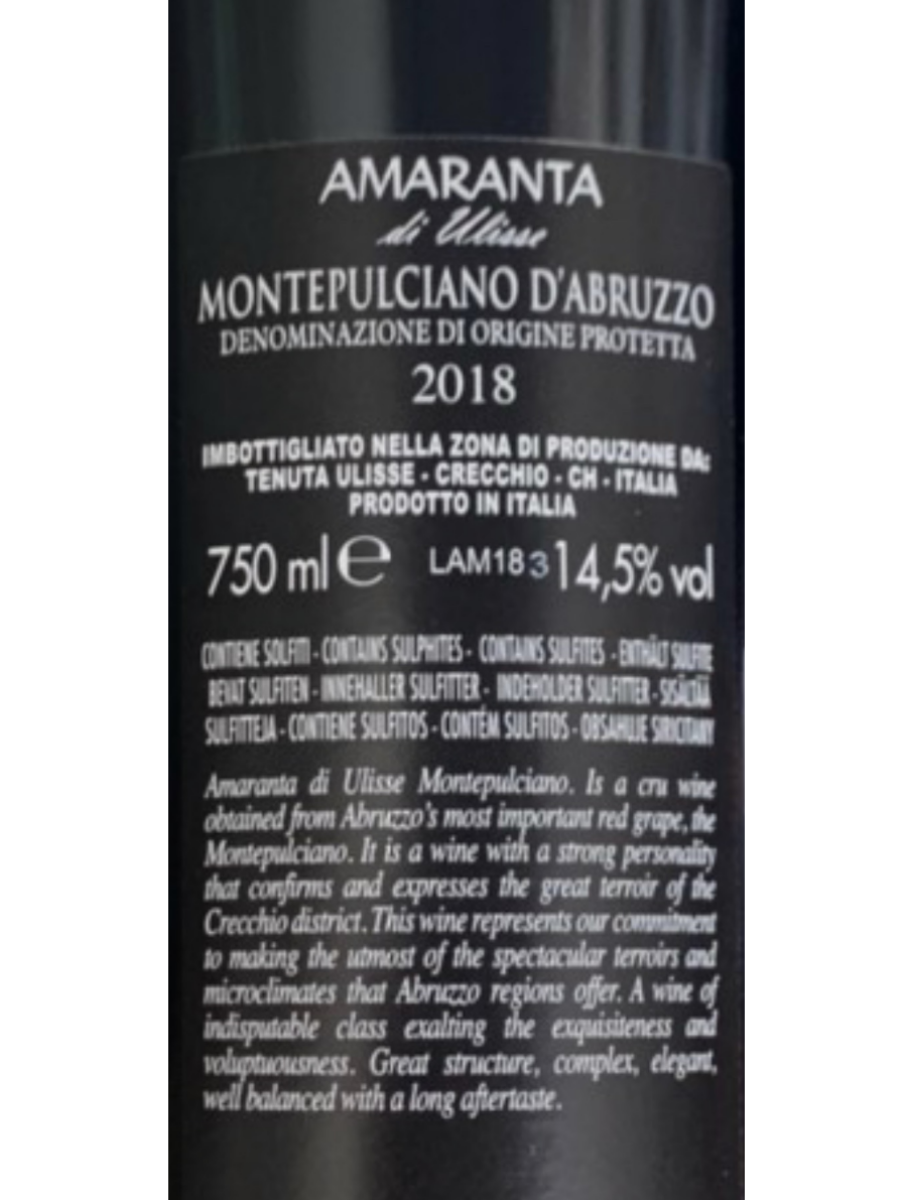 AMARANTA
di Ulisse
MONTEPULCIANO D'ABRUZZO
DENOMINAZIONE DI ORIGINE PROTETTA
2018
IMBOTTIGLIATO NELLA ZONA DI PRODUZIONE DA:
TENUTA ULISSE - CRECCHIO - CH - ITALIA
PRODOTTO IN ITALIA
750 ml e LAM183 14,5% vol
CONTIENE SOLFITI - CONTAINS SULPHITES - CONTAINS SULFITES - ENTHÄLT SULFITE
BEVAT SULFITEN - INNEHALLER SULFITTER - INDEHOLDER SULFITTER - SISÄLTÄÄ
SULFITTEJA - CONTIENE SULFITOS - CONTÉM SULFITOS - OBSAHUJE SIRICITANY
Amaranta di Ulisse Montepulciano. Is a cru wine
obtained from Abruzzo's most important red grape, the
Montepulciano. It is a wine with a strong personality
that confirms and expresses the great terroir of the
Crecchio district. This wine represents our commitment
to making the utmost of the spectacular terroirs and
microclimates that Abruzzo regions offer. A wine of
indisputable class exalting the exquisiteness and
voluptuousness. Great structure, complex, elegant,
well balanced with a long aftertaste.